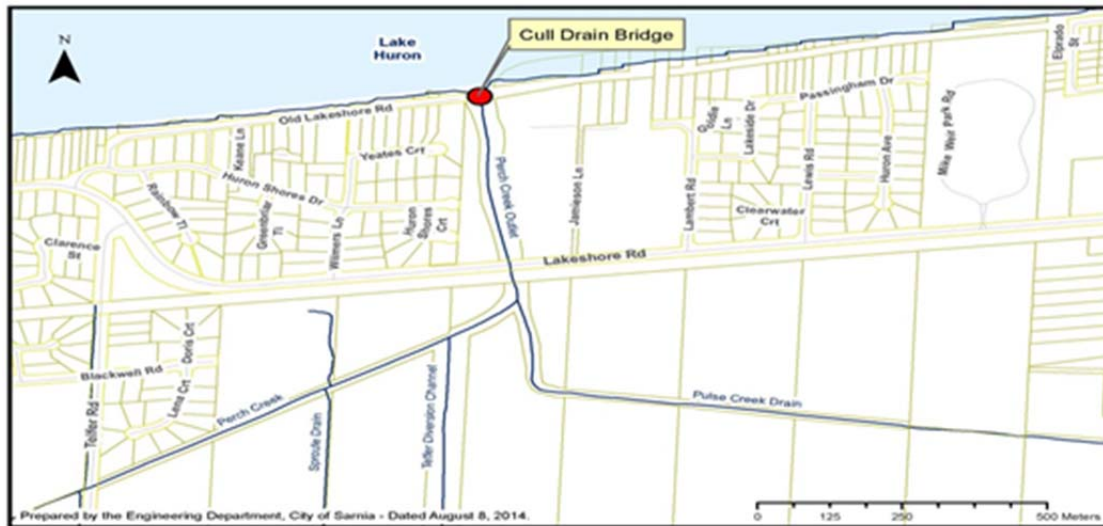 N
Lake
Huron
Cull Drain Bridge
Elprado
St
Old Lakeshore Rd
Keane Ln
Yeates Crt
Passingham Dr
Goldie
Ln
Lakeside Dr
Mike Weir Park Rd
Perch Creek Outlet
Jamieson Ln
Lewis Rd
Huron Ave
Huron Shores Dr
Rainbow Tl
Greenbriar
Tl
Wilmers Ln
Huron
Shores
Crt
Lambert Rd
Clearwater
Crt
Clarence
St
Lakeshore Rd
Doris Crt
Blackwell Rd
Lena Crt
Telfer Rd
Perch Creek
Sproule Drain
Telfer Diversion Channel
Pulse Creek Drain
Prepared by the Engineering Department, City of Sarnia - Dated August 8, 2014.
0 125 250 500 Meters